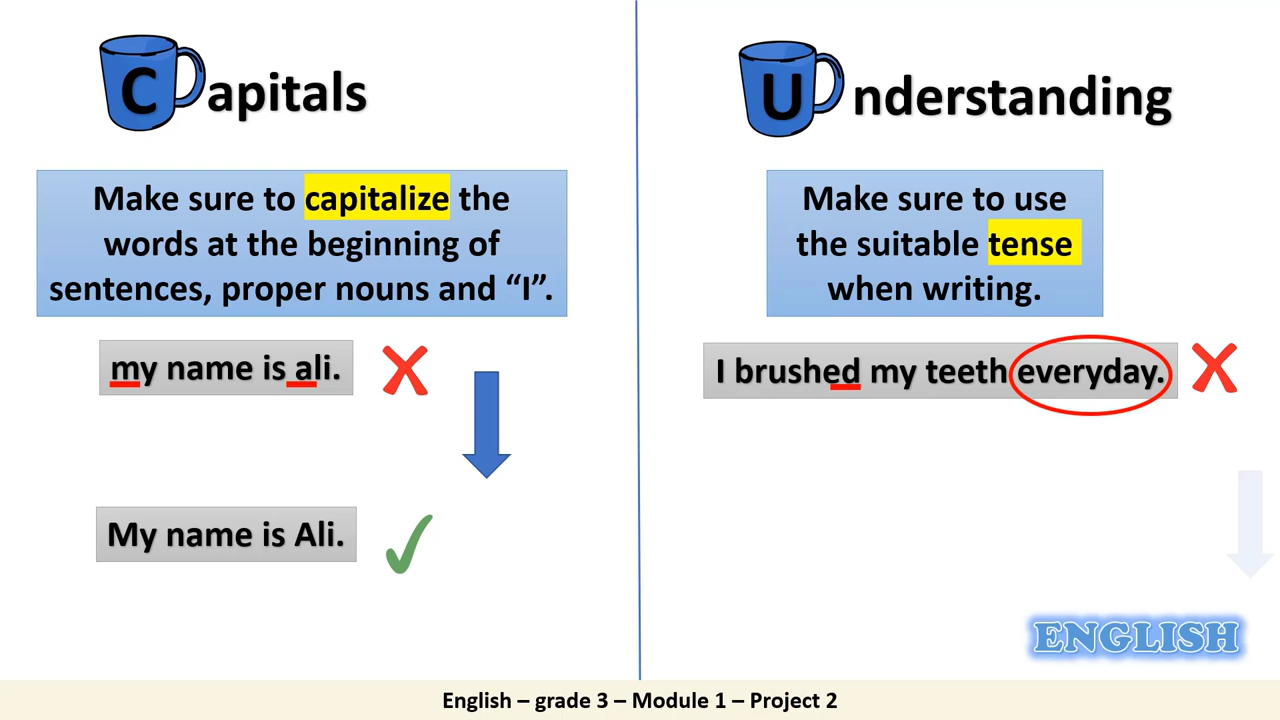 Capitals
Make sure to capitalize the
words at the beginning of
sentences, proper nouns and “I”.
my name is ali.
My name is Ali.
Understanding
Make sure to use
the suitable tense
when writing.
I brushed my teeth everyday.
ENGLISH
English – grade 3 – Module 1 – Project 2